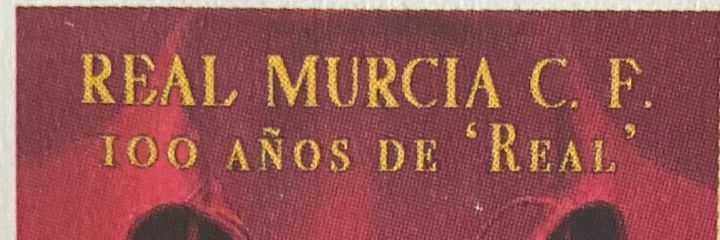 REAL MURCIA C. F.
100 AÑOS DE ‘REAL’